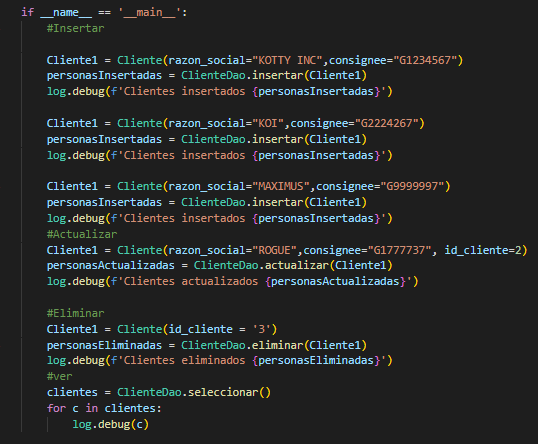 if __name__ == '__main__':
#Insertar
Cliente1 = Cliente(razon_social="KOTTY INC",consignee="G1234567")
personasInsertadas = ClienteDao.insertar(Cliente1)
log.debug(f'Clientes insertados {personasInsertadas}')
Cliente1 = Cliente(razon_social="KOI",consignee="G2224267")
personasInsertadas = ClienteDao.insertar(Cliente1)
log.debug(f'Clientes insertados {personasInsertadas}')
Cliente1 = Cliente(razon_social="MAXIMUS",consignee="G9999997")
personasInsertadas = ClienteDao.insertar(Cliente1)
log.debug(f'Clientes insertados {personasInsertadas}')
#Actualizar
Cliente1 = Cliente(razon_social="ROGUE",consignee="G1777737", id_cliente=2)
personasActualizadas = ClienteDao.actualizar(Cliente1)
log.debug(f'Clientes actualizados {personasActualizadas}')
#Eliminar
Cliente1 = Cliente(id_cliente = '3')
personasEliminadas = ClienteDao.eliminar(Cliente1)
log.debug(f'Clientes eliminados {personasEliminadas}')
#ver
clientes = ClienteDao.seleccionar()
for c in clientes:
log.debug(c)